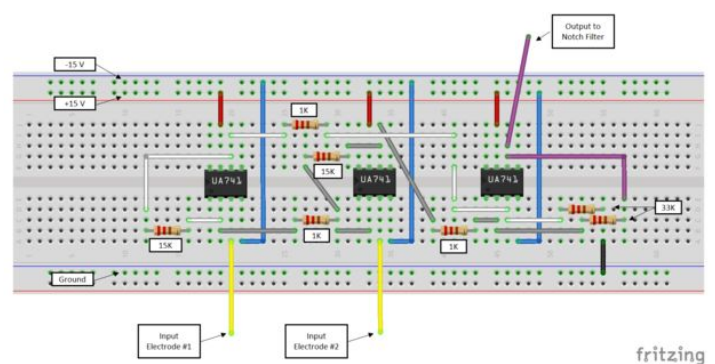 Output to
Notch Filter
-15 V
+15 V
1K
15K
UA741
UA741
UA741
33K
15K
1K
1K
Ground
Input
Electrode #1
Input
Electrode #2
fritzing